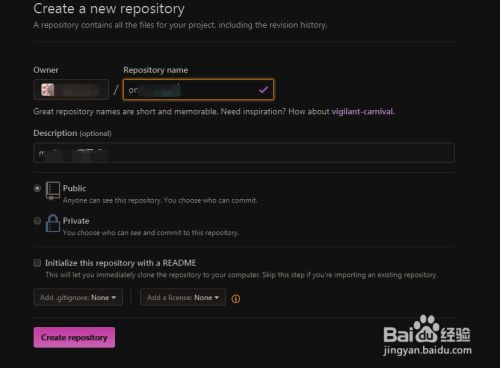 Create a new repository
A repository contains all the files for your project, including the revision history.
Owner
Repository name
/ or
Great repository names are short and memorable. Need inspiration? How about vigilant-carnival.
Description (optional)
m
Public
Anyone can see this repository. You choose who can commit.
Private
You choose who can see and commit to this repository.
Initialize this repository with a README
This will let you immediately clone the repository to your computer. Skip this step if you're importing an existing repository.
Add .gitignore: None
Add a license: None
Create repository
Baidu经验
jingyan.baidu.com